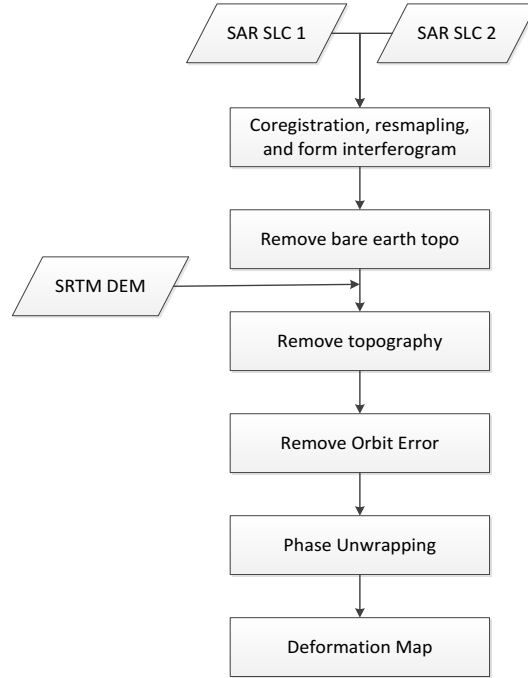 SAR SLC 1
SAR SLC 2
Coregistration, resmapling,
and form interferogram
Remove bare earth topo
SRTM DEM
Remove topography
Remove Orbit Error
Phase Unwrapping
Deformation Map